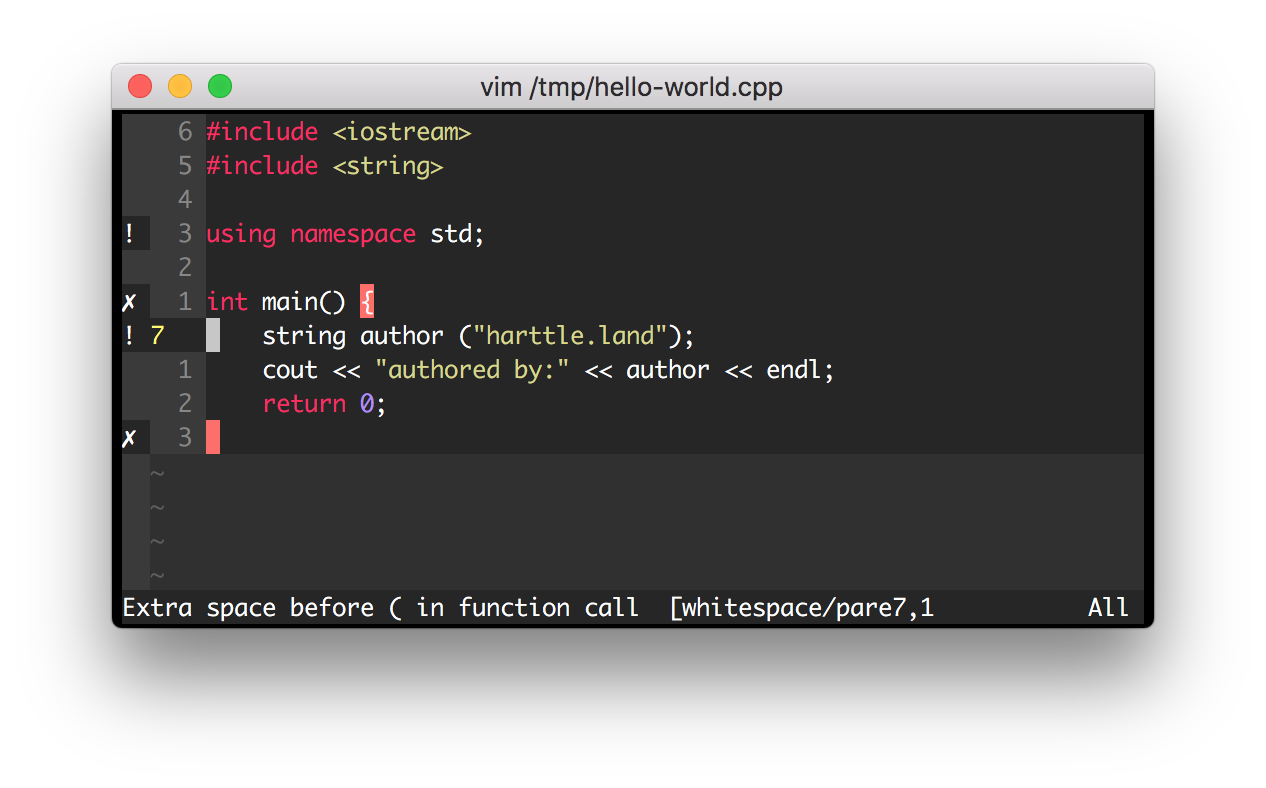 vim /tmp/hello-world.cpp
6 #include <iostream>
5 #include <string>
4
! 3 using namespace std;
2
✗ 1 int main() {
! 7     string author ("harttle.land");
1     cout << "authored by:" << author << endl;
2     return 0;
✗ 3
~
~
~
~
Extra space before ( in function call  [whitespace/pare7,1 All